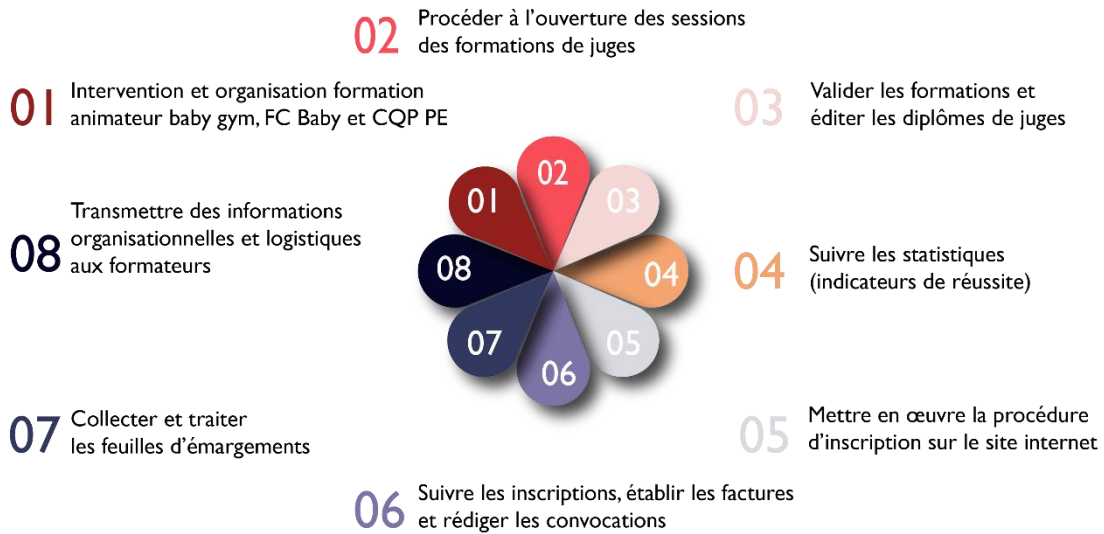 02
Procéder à l'ouverture des sessions
des formations de juges
01
Intervention et organisation formation
animateur baby gym, FC Baby et CQP PE
03
Valider les formations et
éditer les diplômes de juges
08
Transmettre des informations
organisationnelles et logistiques
aux formateurs
04
Suivre les statistiques
(indicateurs de réussite)
07
Collecter et traiter
les feuilles d'émargements
05
Mettre en œuvre la procédure
d'inscription sur le site internet
06
Suivre les inscriptions, établir les factures
et rédiger les convocations
02
01
03
08
04
07
05
06